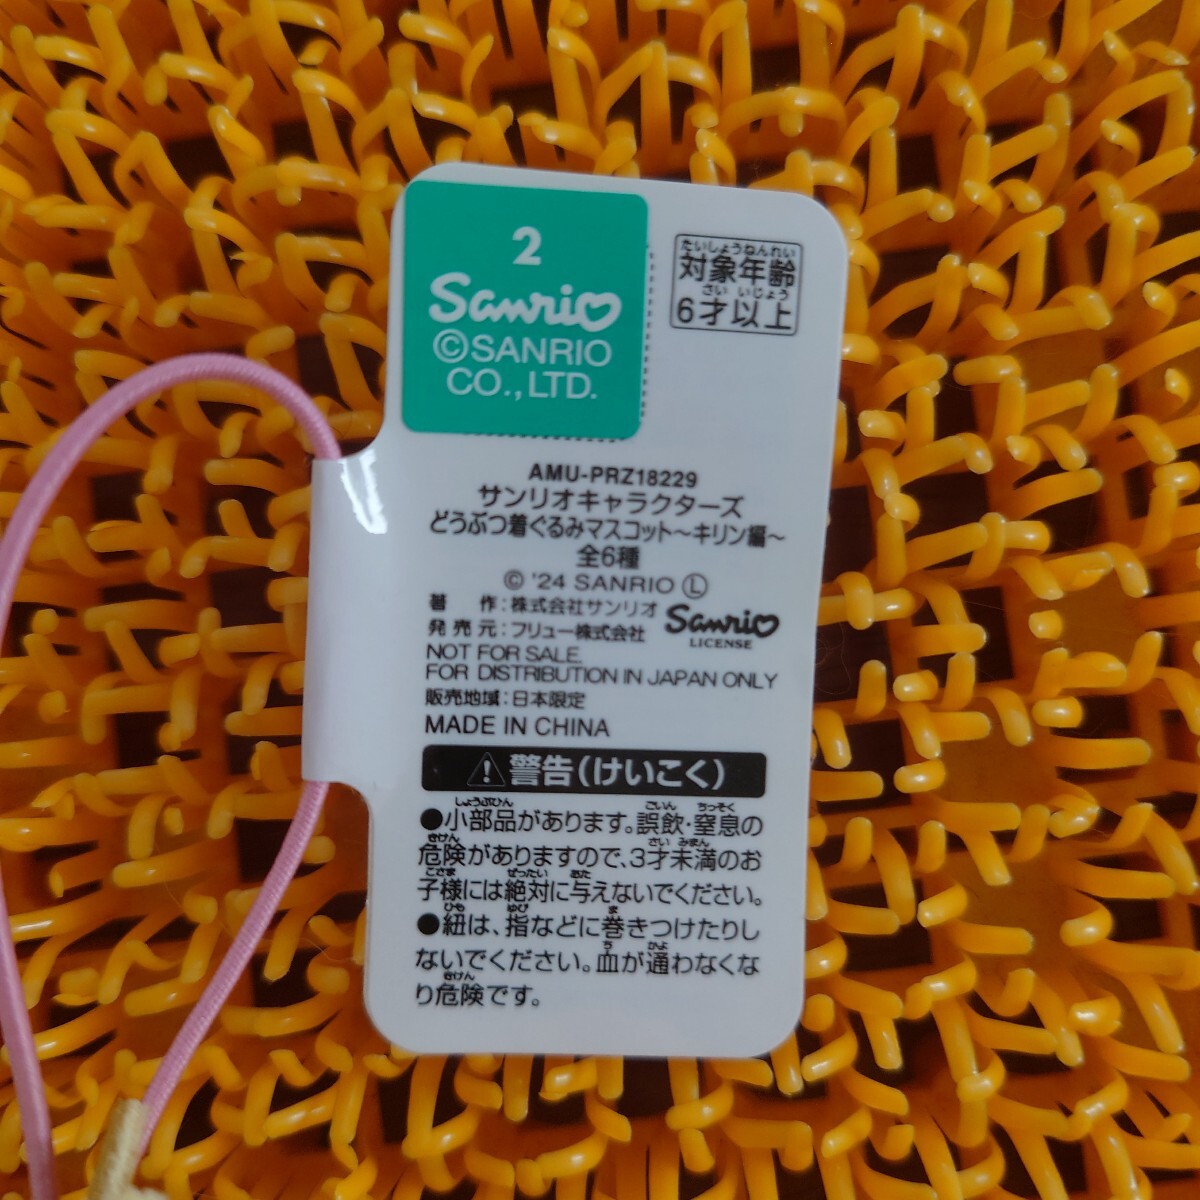 2
Sanrio
©SANRIO
CO.,LTD.
たいしょうねんれい
対象年齢
さい いじょう
6才以上
AMU-PRZ18229
サンリオキャラクターズ
どうぶつ着ぐるみマスコット～キリン編～
全6種
© '24 SANRIO Ⓛ
著 作：株式会社サンリオ
発売元：フリュー株式会社
Sanrio
LICENSE
NOT FOR SALE
FOR DISTRIBUTION IN JAPAN ONLY
販売地域：日本限定
MADE IN CHINA
警告(けいこく)
しょうぶひん ごいん ちっそく
●小部品があります。誤飲・窒息の
きけん さい みまん
危険がありますので、3才未満のお
こさま ぜったい あた
子様には絶対に与えないでください。
ひも ゆび ま
●紐は、指などに巻きつけたりし
ち かよ
ないでください。血が通わなくな
きけん
り危険です。